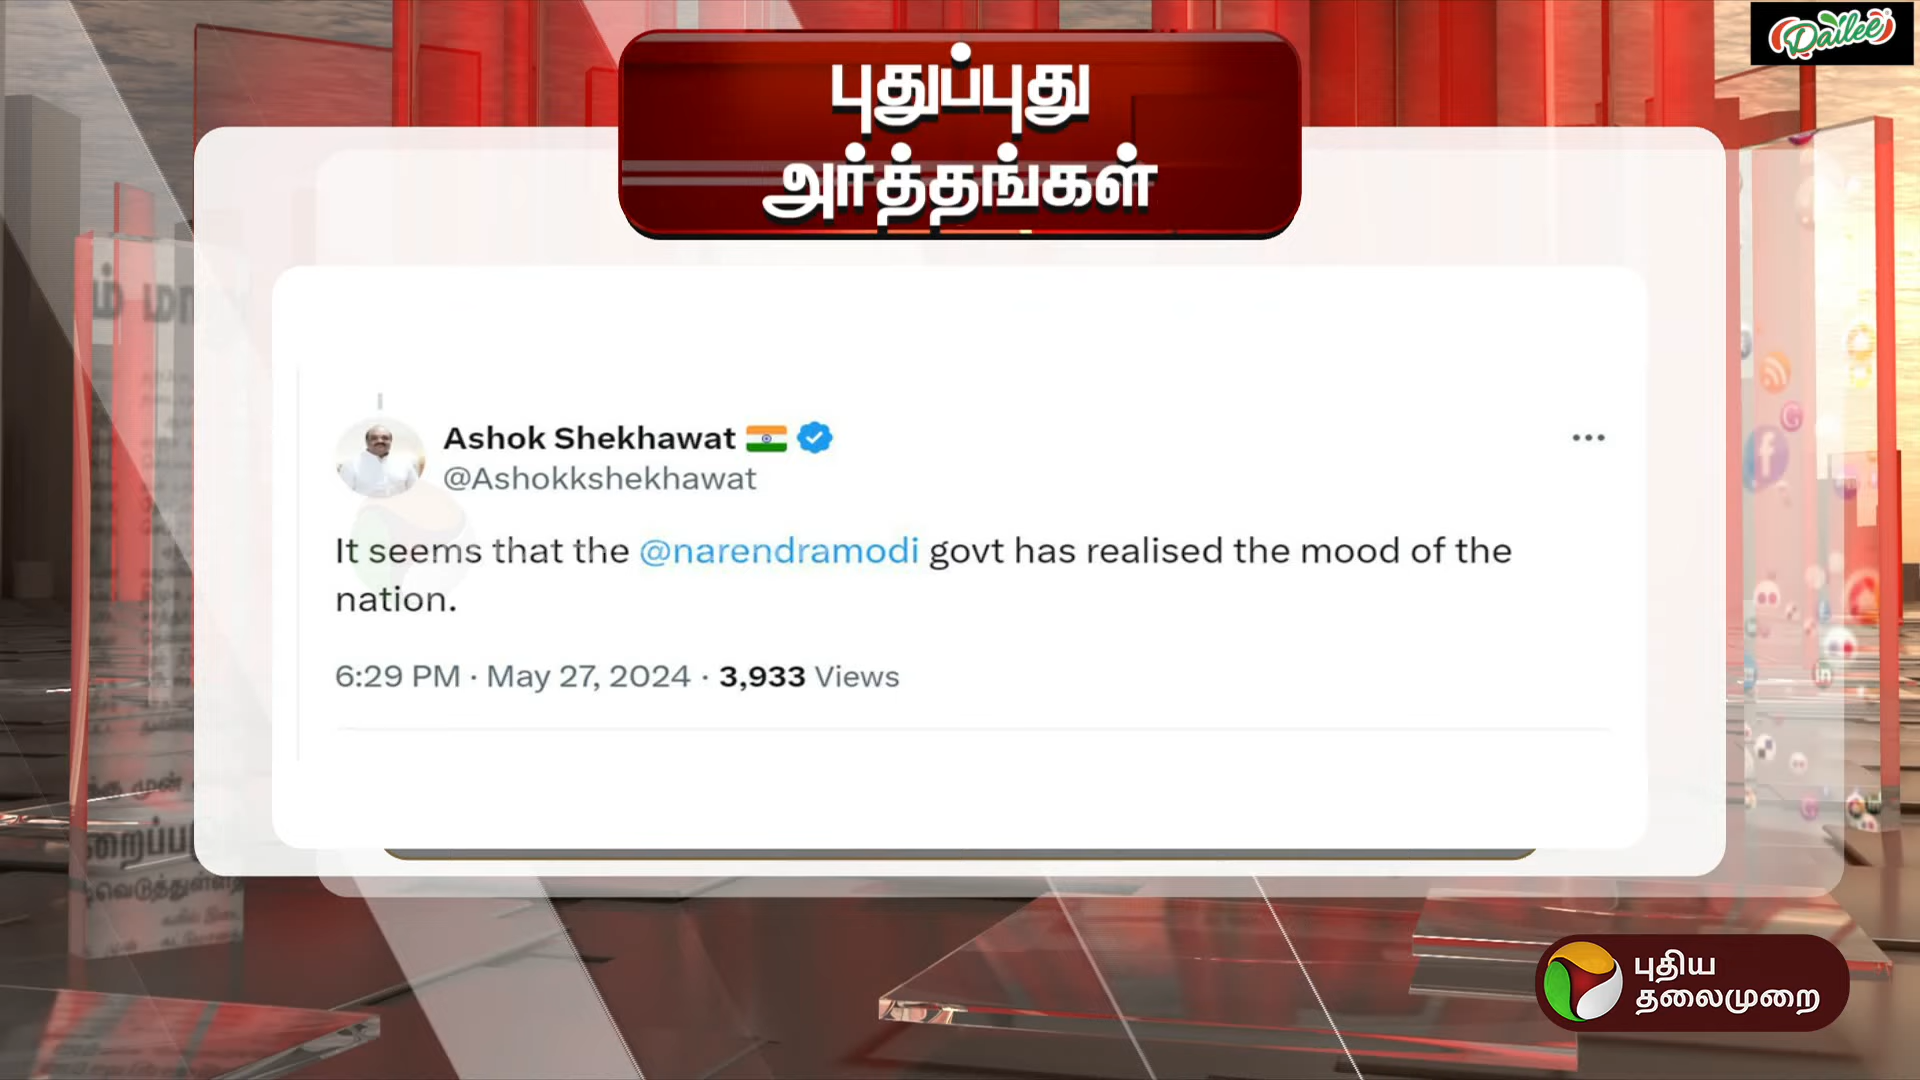 Dailee
புதுப்புது
அர்த்தங்கள்
Ashok Shekhawat
@Ashokkshekhawat
It seems that the @narendramodi govt has realised the mood of the
nation.
6:29 PM · May 27, 2024 · 3,933 Views
புதிய
தலைமுறை